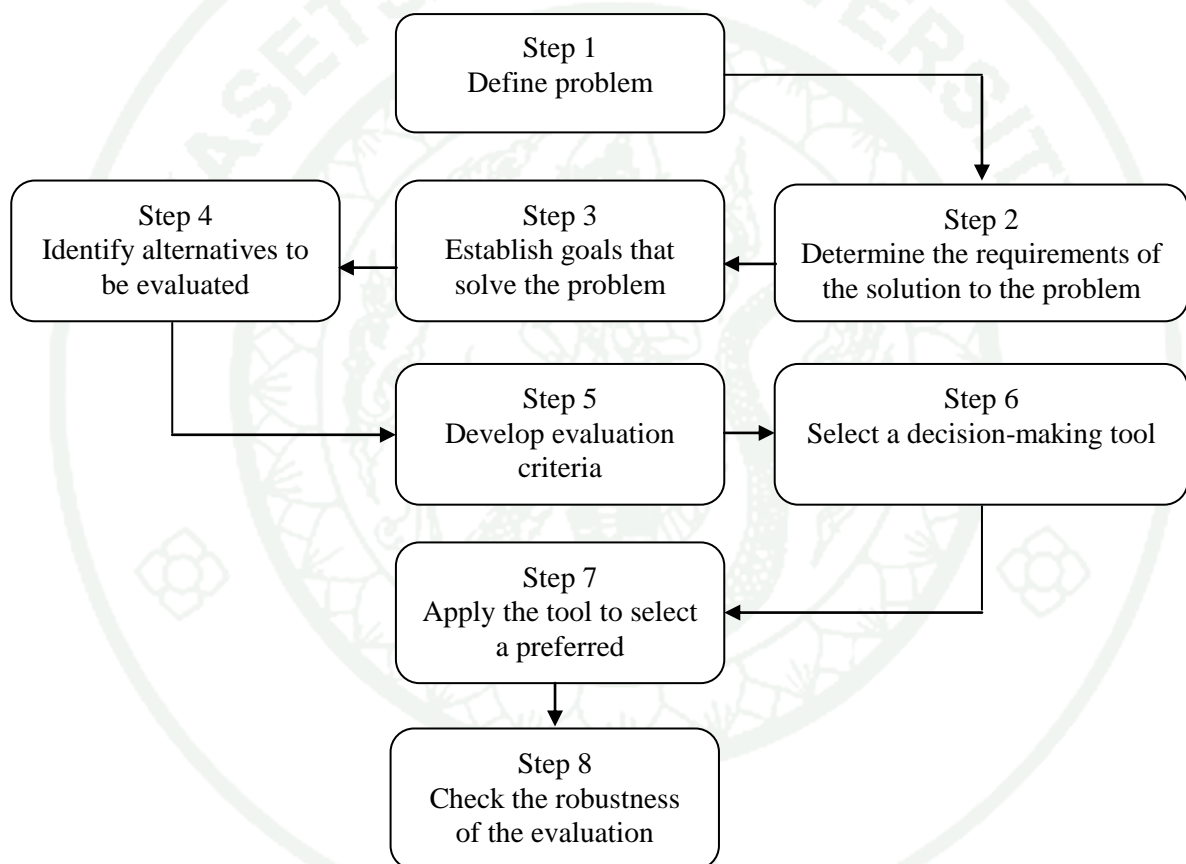 Step 1
Define problem
Step 2
Determine the requirements of
the solution to the problem
Step 3
Establish goals that
solve the problem
Step 4
Identify alternatives to
be evaluated
Step 5
Develop evaluation
criteria
Step 6
Select a decision-making tool
Step 7
Apply the tool to select
a preferred
Step 8
Check the robustness
of the evaluation